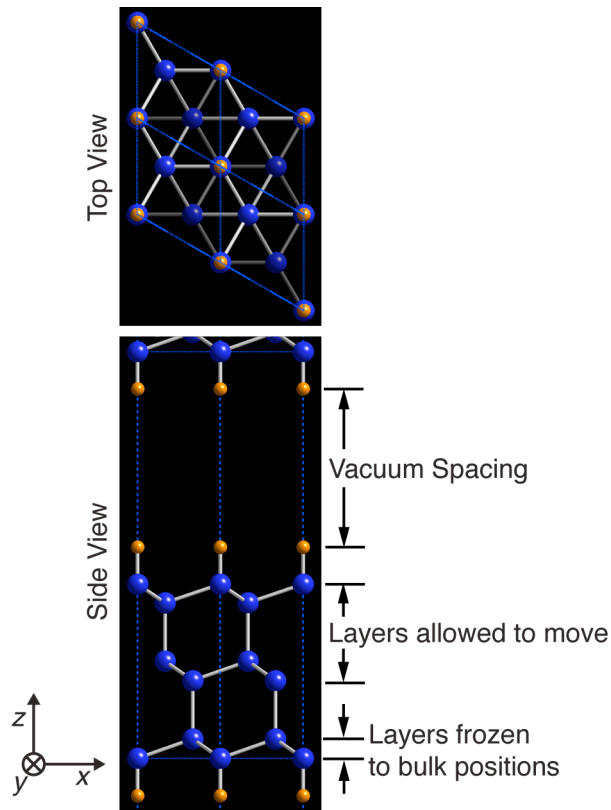 Top View
Side View
Vacuum Spacing
Layers allowed to move
Layers frozen
to bulk positions
z
y
x